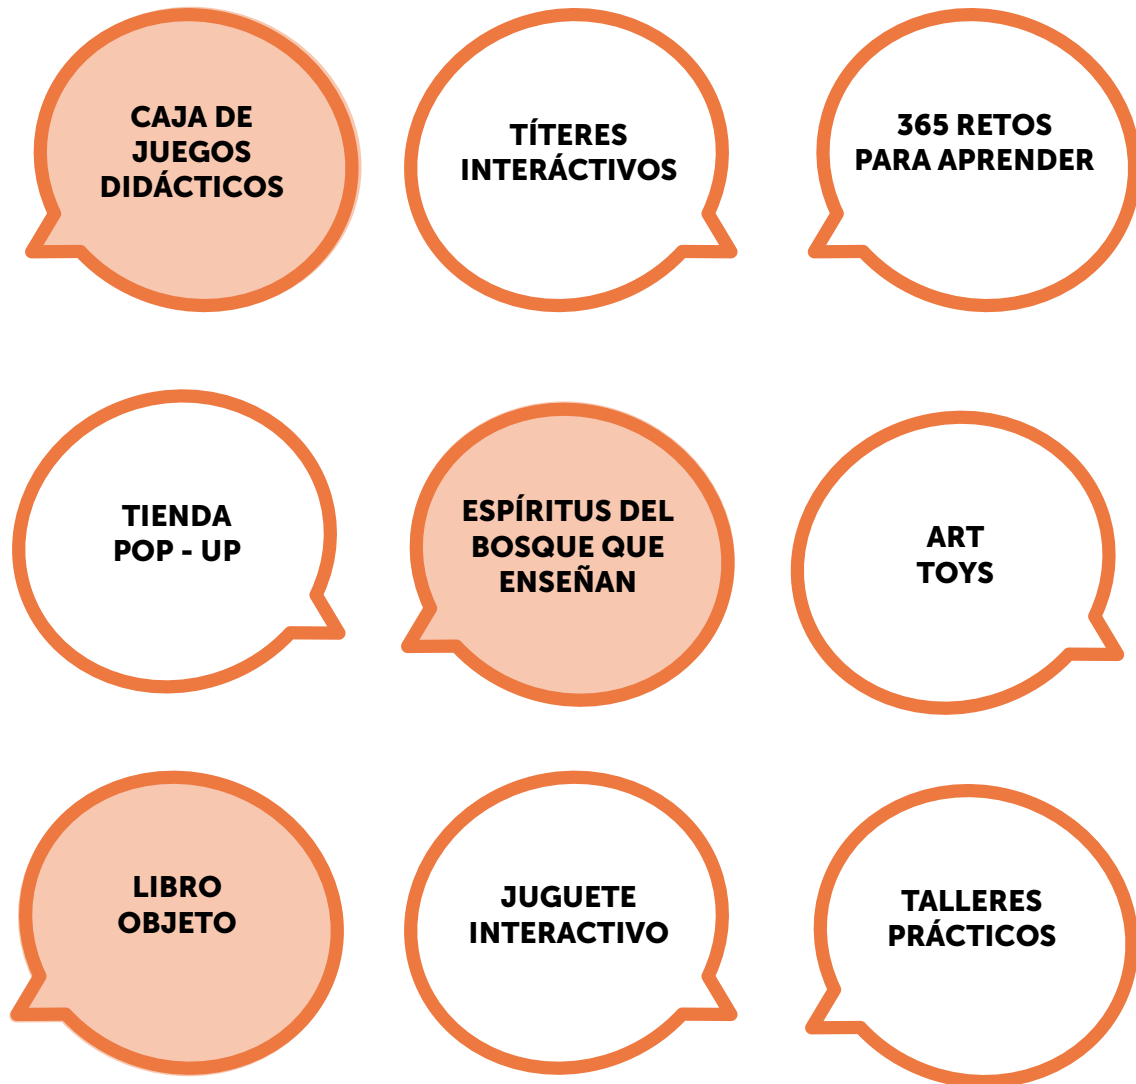 CAJA DE
JUEGOS
DIDÁCTICOS
TÍTERES
INTERÁCTIVOS
365 RETOS
PARA APRENDER
TIENDA
POP - UP
ESPÍRITUS DEL
BOSQUE QUE
ENSEÑAN
ART
TOYS
LIBRO
OBJETO
JUGUETE
INTERACTIVO
TALLERES
PRÁCTICOS